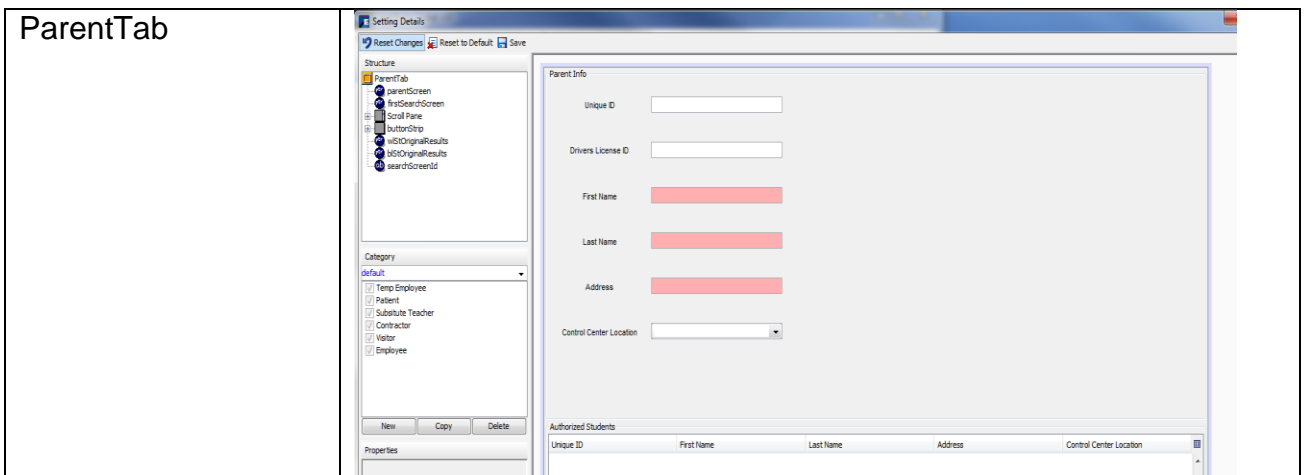 ParentTab
Setting Details
Reset Changes Reset to Default Save
Structure
ParentTab
parentScreen
firstSearchScreen
Scroll Pane
buttonStrip
wlStOriginalResults
blStOriginalResults
searchScreenId
Category
default
Temp Employee
Patient
Subsitute Teacher
Contractor
Visitor
Employee
New Copy Delete
Properties
Parent Info
Unique ID
Drivers License ID
First Name
Last Name
Address
Control Center Location
Authorized Students
Unique ID First Name Last Name Address Control Center Location